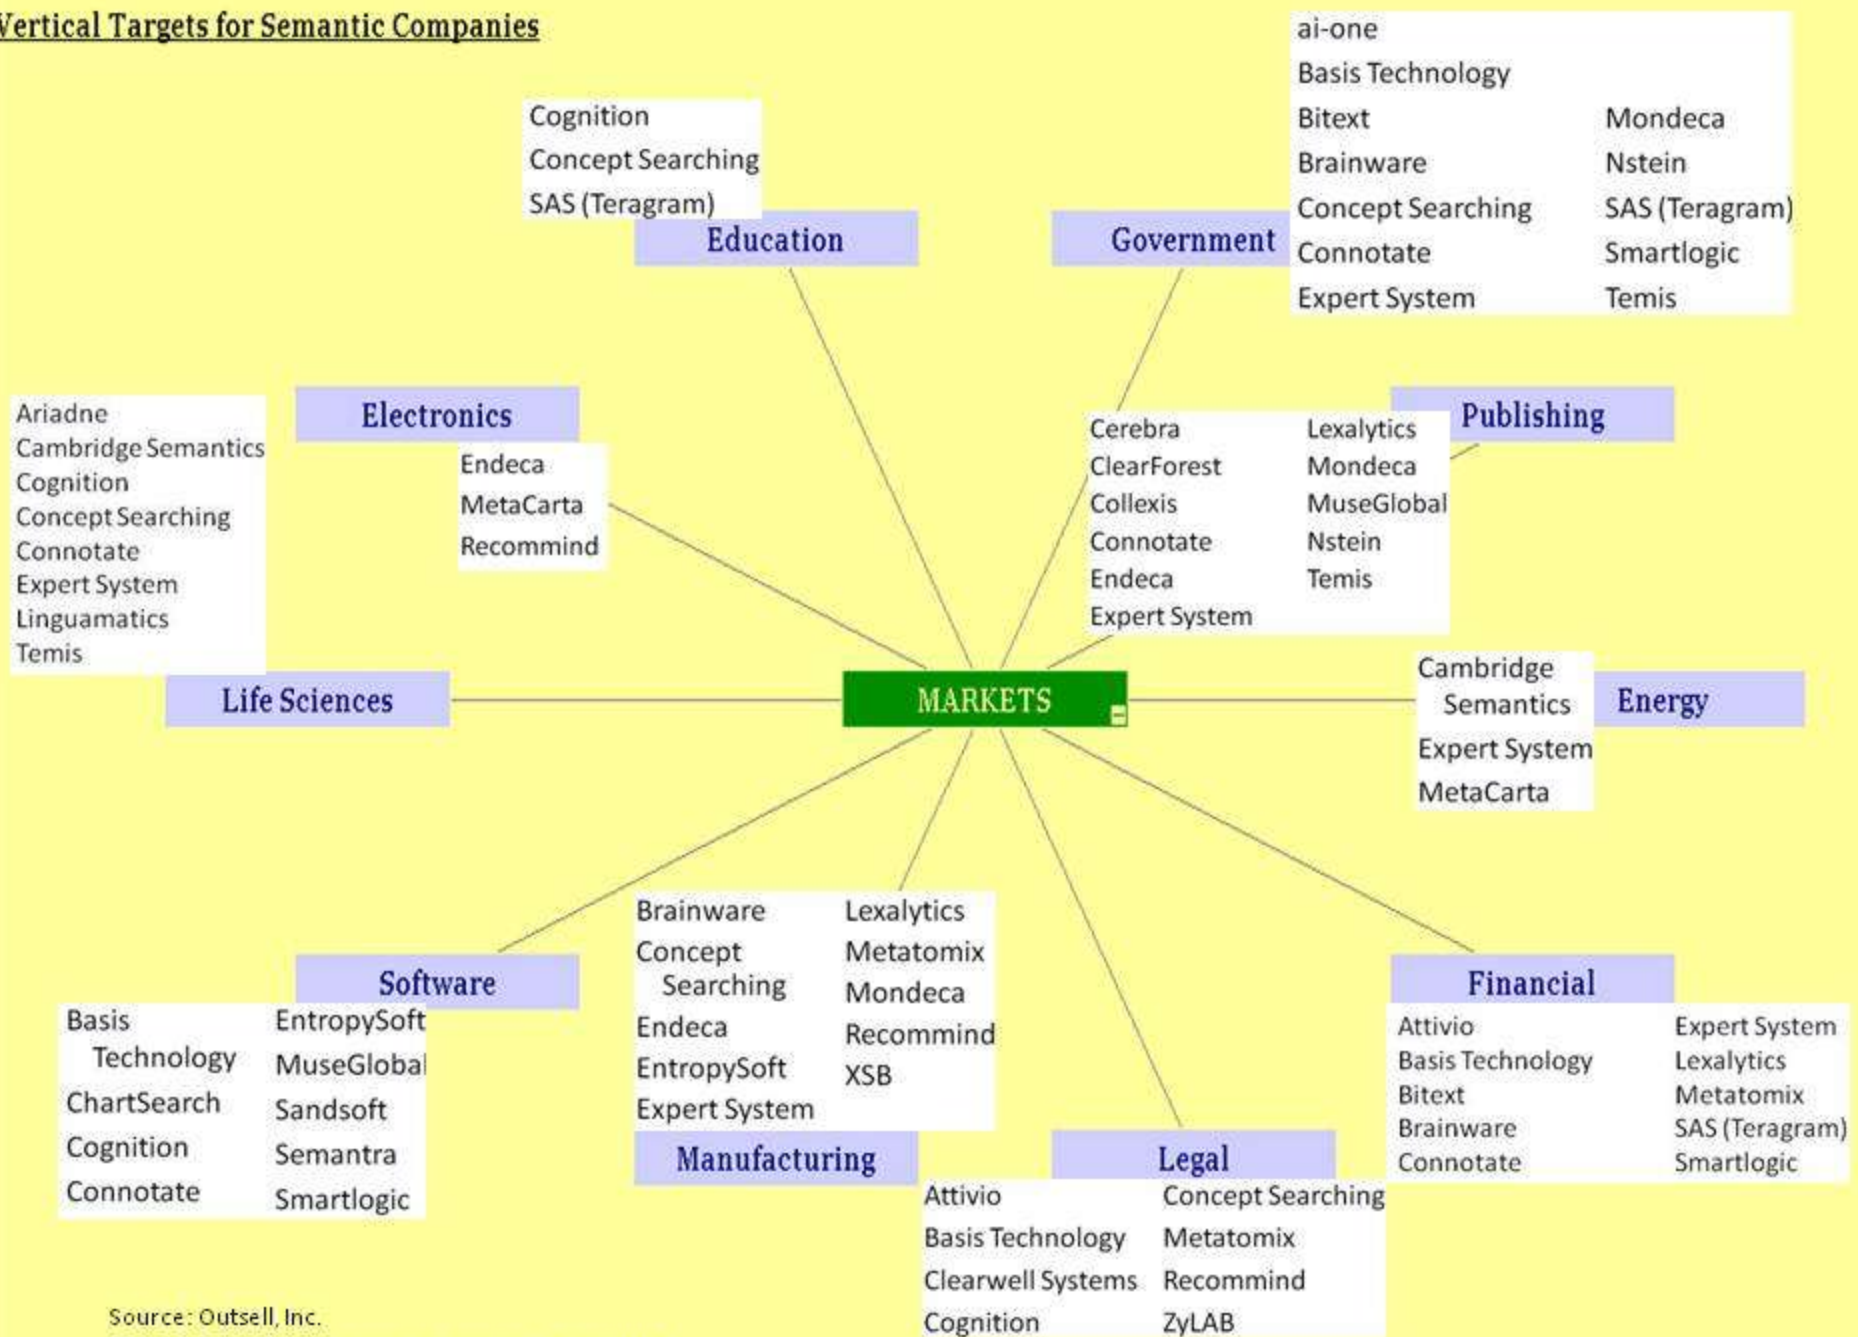 Vertical Targets for Semantic Companies
Cognition
Concept Searching
SAS (Teragram)
Education
ai-one
Basis Technology
Bitext
Brainware
Concept Searching
Connotate
Expert System
Mondeca
Nstein
SAS (Teragram)
Smartlogic
Temis
Government
Electronics
Endeca
MetaCarta
Recommind
Publishing
Cerebra
ClearForest
Collexis
Connotate
Endeca
Expert System
Lexalytics
Mondeca
MuseGlobal
Nstein
Temis
Ariadne
Cambridge Semantics
Cognition
Concept Searching
Connotate
Expert System
Linguamatics
Temis
Life Sciences
MARKETS
Cambridge
Semantics
Expert System
MetaCarta
Energy
Software
Basis
Technology
ChartSearch
Cognition
Connotate
EntropySoft
MuseGlobal
Sandsoft
Semantra
Smartlogic
Brainware
Concept
Searching
Endeca
EntropySoft
Expert System
Lexalytics
Metatomix
Mondeca
Recommind
XSB
Manufacturing
Legal
Attivio
Basis Technology
Clearwell Systems
Cognition
Concept Searching
Metatomix
Recommind
ZyLAB
Financial
Attivio
Basis Technology
Bitext
Brainware
Connotate
Expert System
Lexalytics
Metatomix
SAS (Teragram)
Smartlogic
Source: Outsell, Inc.